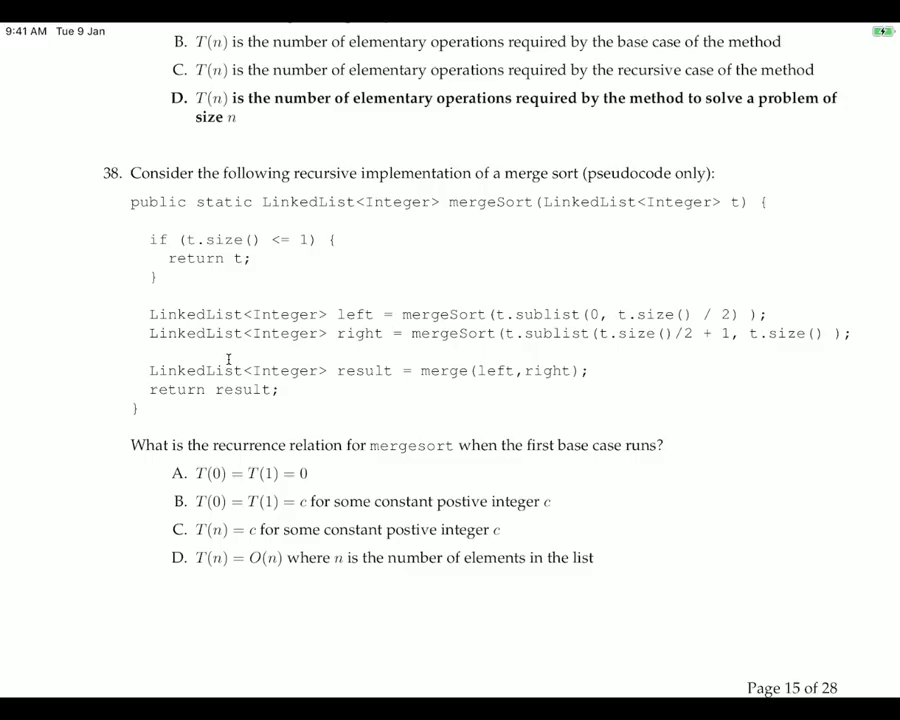 9:41 AM Tue 9 Jan
B. T(n) is the number of elementary operations required by the base case of the method
C. T(n) is the number of elementary operations required by the recursive case of the method
D. T(n) is the number of elementary operations required by the method to solve a problem of
size n
38. Consider the following recursive implementation of a merge sort (pseudocode only):
public static LinkedList<Integer> mergeSort(LinkedList<Integer> t) {
if (t.size() <= 1) {
return t;
}
LinkedList<Integer> left = mergeSort(t.sublist(0, t.size() / 2) );
LinkedList<Integer> right = mergeSort(t.sublist(t.size()/2 + 1, t.size() );
LinkedList<Integer> result = merge(left,right);
return result;
}
What is the recurrence relation for mergesort when the first base case runs?
A. T(0) = T(1) = 0
B. T(0) = T(1) = c for some constant postive integer c
C. T(n) = c for some constant postive integer c
D. T(n) = O(n) where n is the number of elements in the list
Page 15 of 28